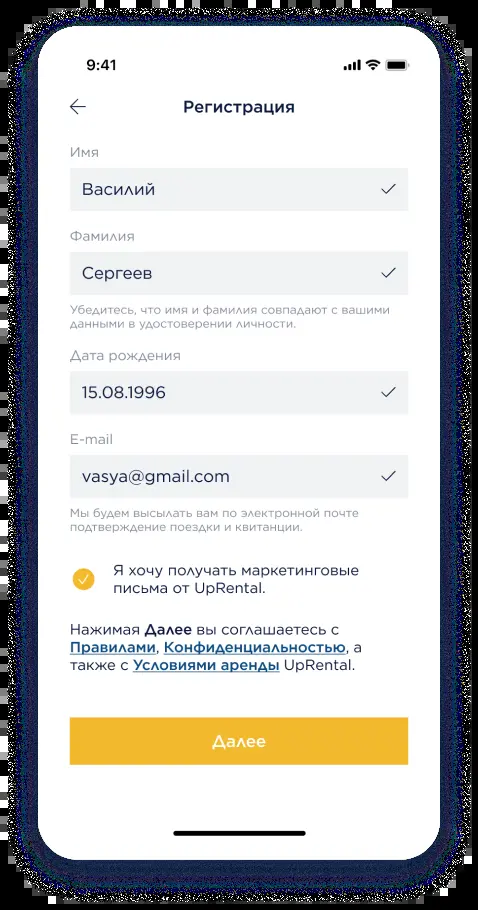 9:41
Регистрация
Имя
Василий
Фамилия
Сергеев
Убедитесь, что имя и фамилия совпадают с вашими
данными в удостоверении личности.
Дата рождения
15.08.1996
E-mail
vasya@gmail.com
Мы будем высылать вам по электронной почте
подтверждение поездки и квитанции.
Я хочу получать маркетинговые
письма от UpRental.
Нажимая Далее вы соглашаетесь с
Правилами, Конфиденциальностью, а
также с Условиями аренды UpRental.
Далее